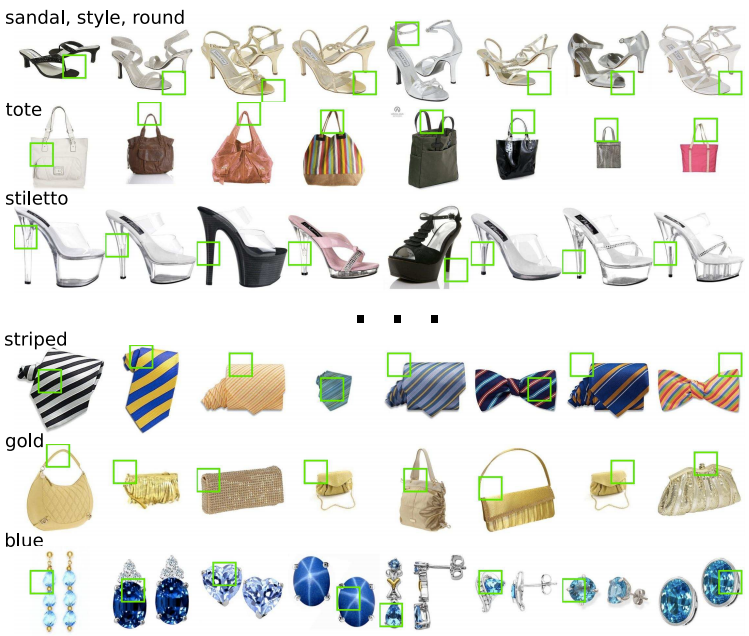 sandal, style, round
tote
stiletto
striped
gold
blue